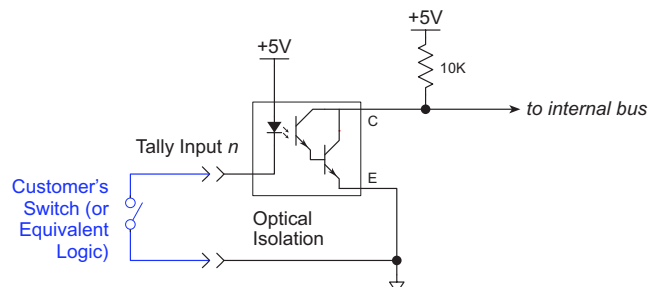 +5V
+5V
10K
C
to internal bus
Tally Input n
E
Customer's
Switch (or
Equivalent
Logic)
Optical
Isolation